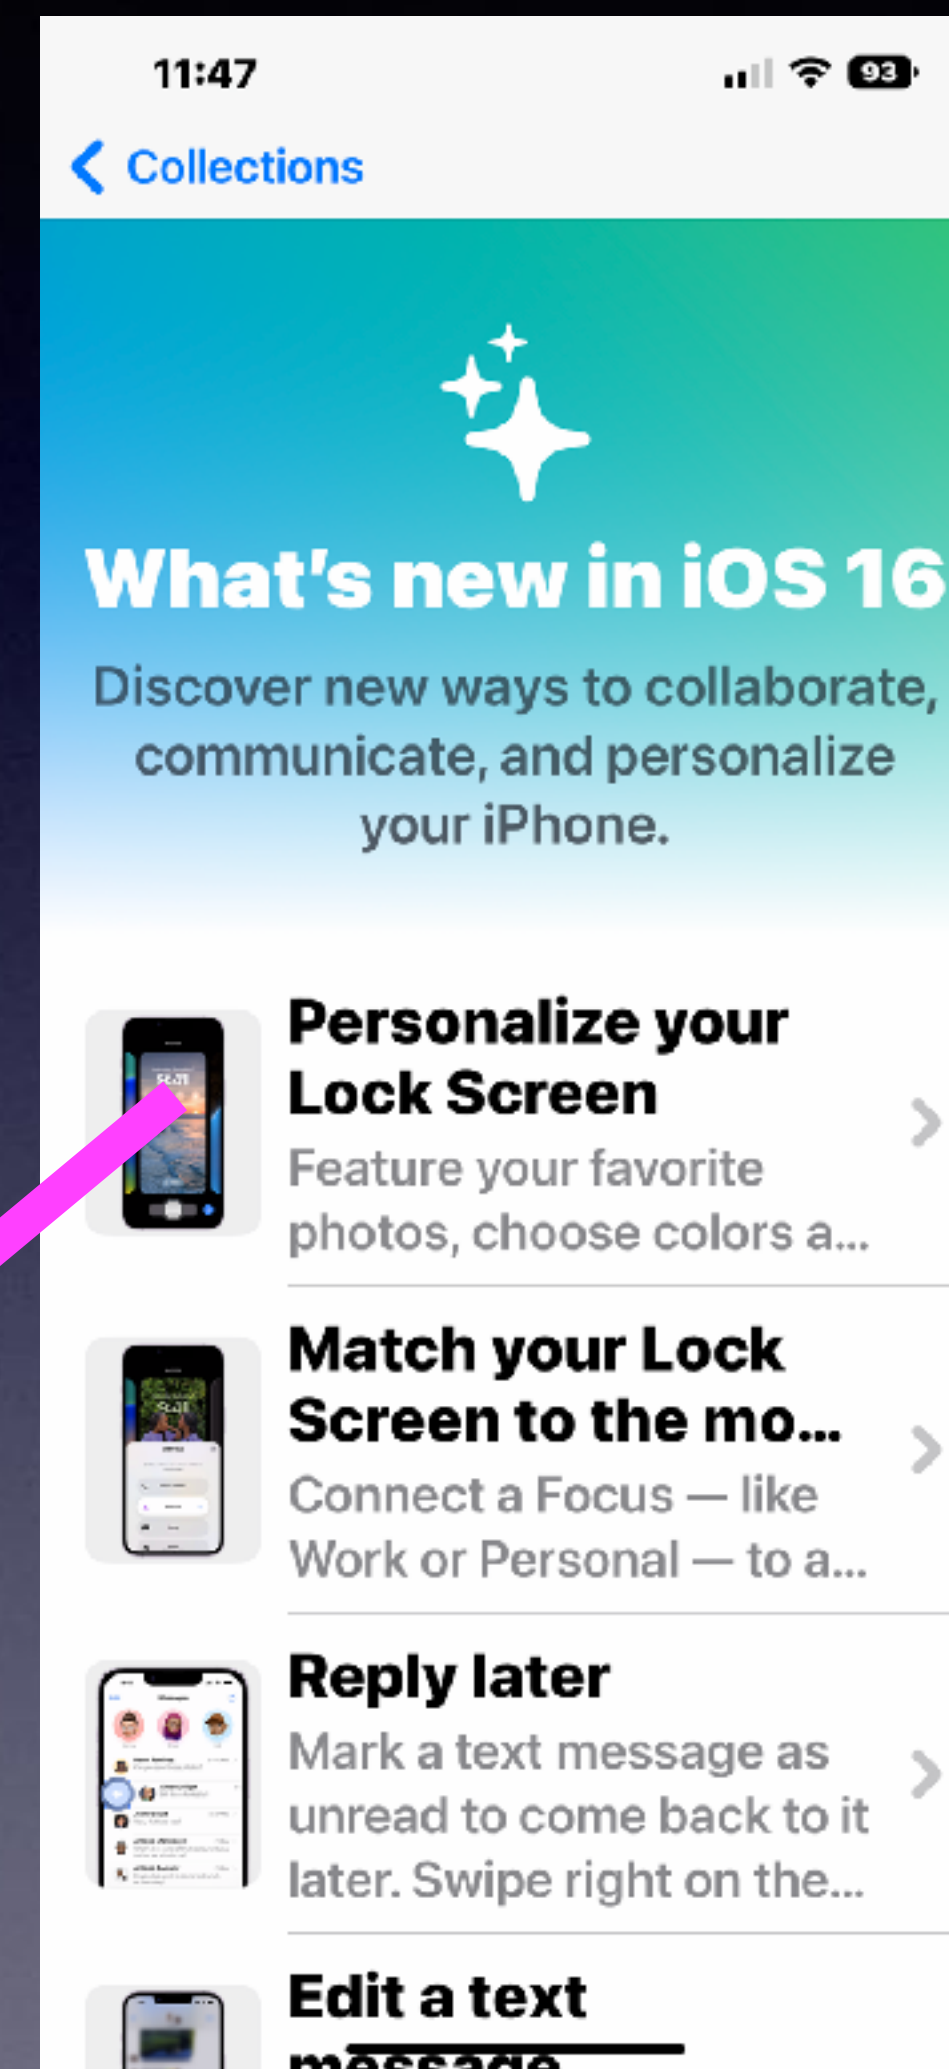 11:47
93
Collections
What's new in iOS 16
Discover new ways to collaborate,
communicate, and personalize
your iPhone.
Personalize your
Lock Screen
Feature your favorite
photos, choose colors a...
Match your Lock
Screen to the mo...
Connect a Focus — like
Work or Personal — to a...
Reply later
Mark a text message as
unread to come back to it
later. Swipe right on the...
Edit a text
message